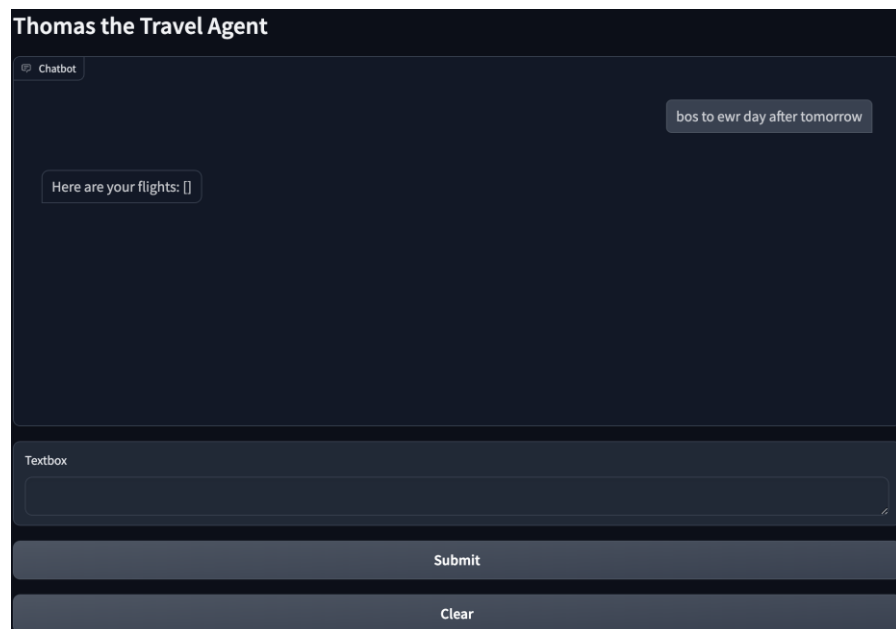 Thomas the Travel Agent
Chatbot
bos to ewr day after tomorrow
Here are your flights: []
Textbox
Submit
Clear